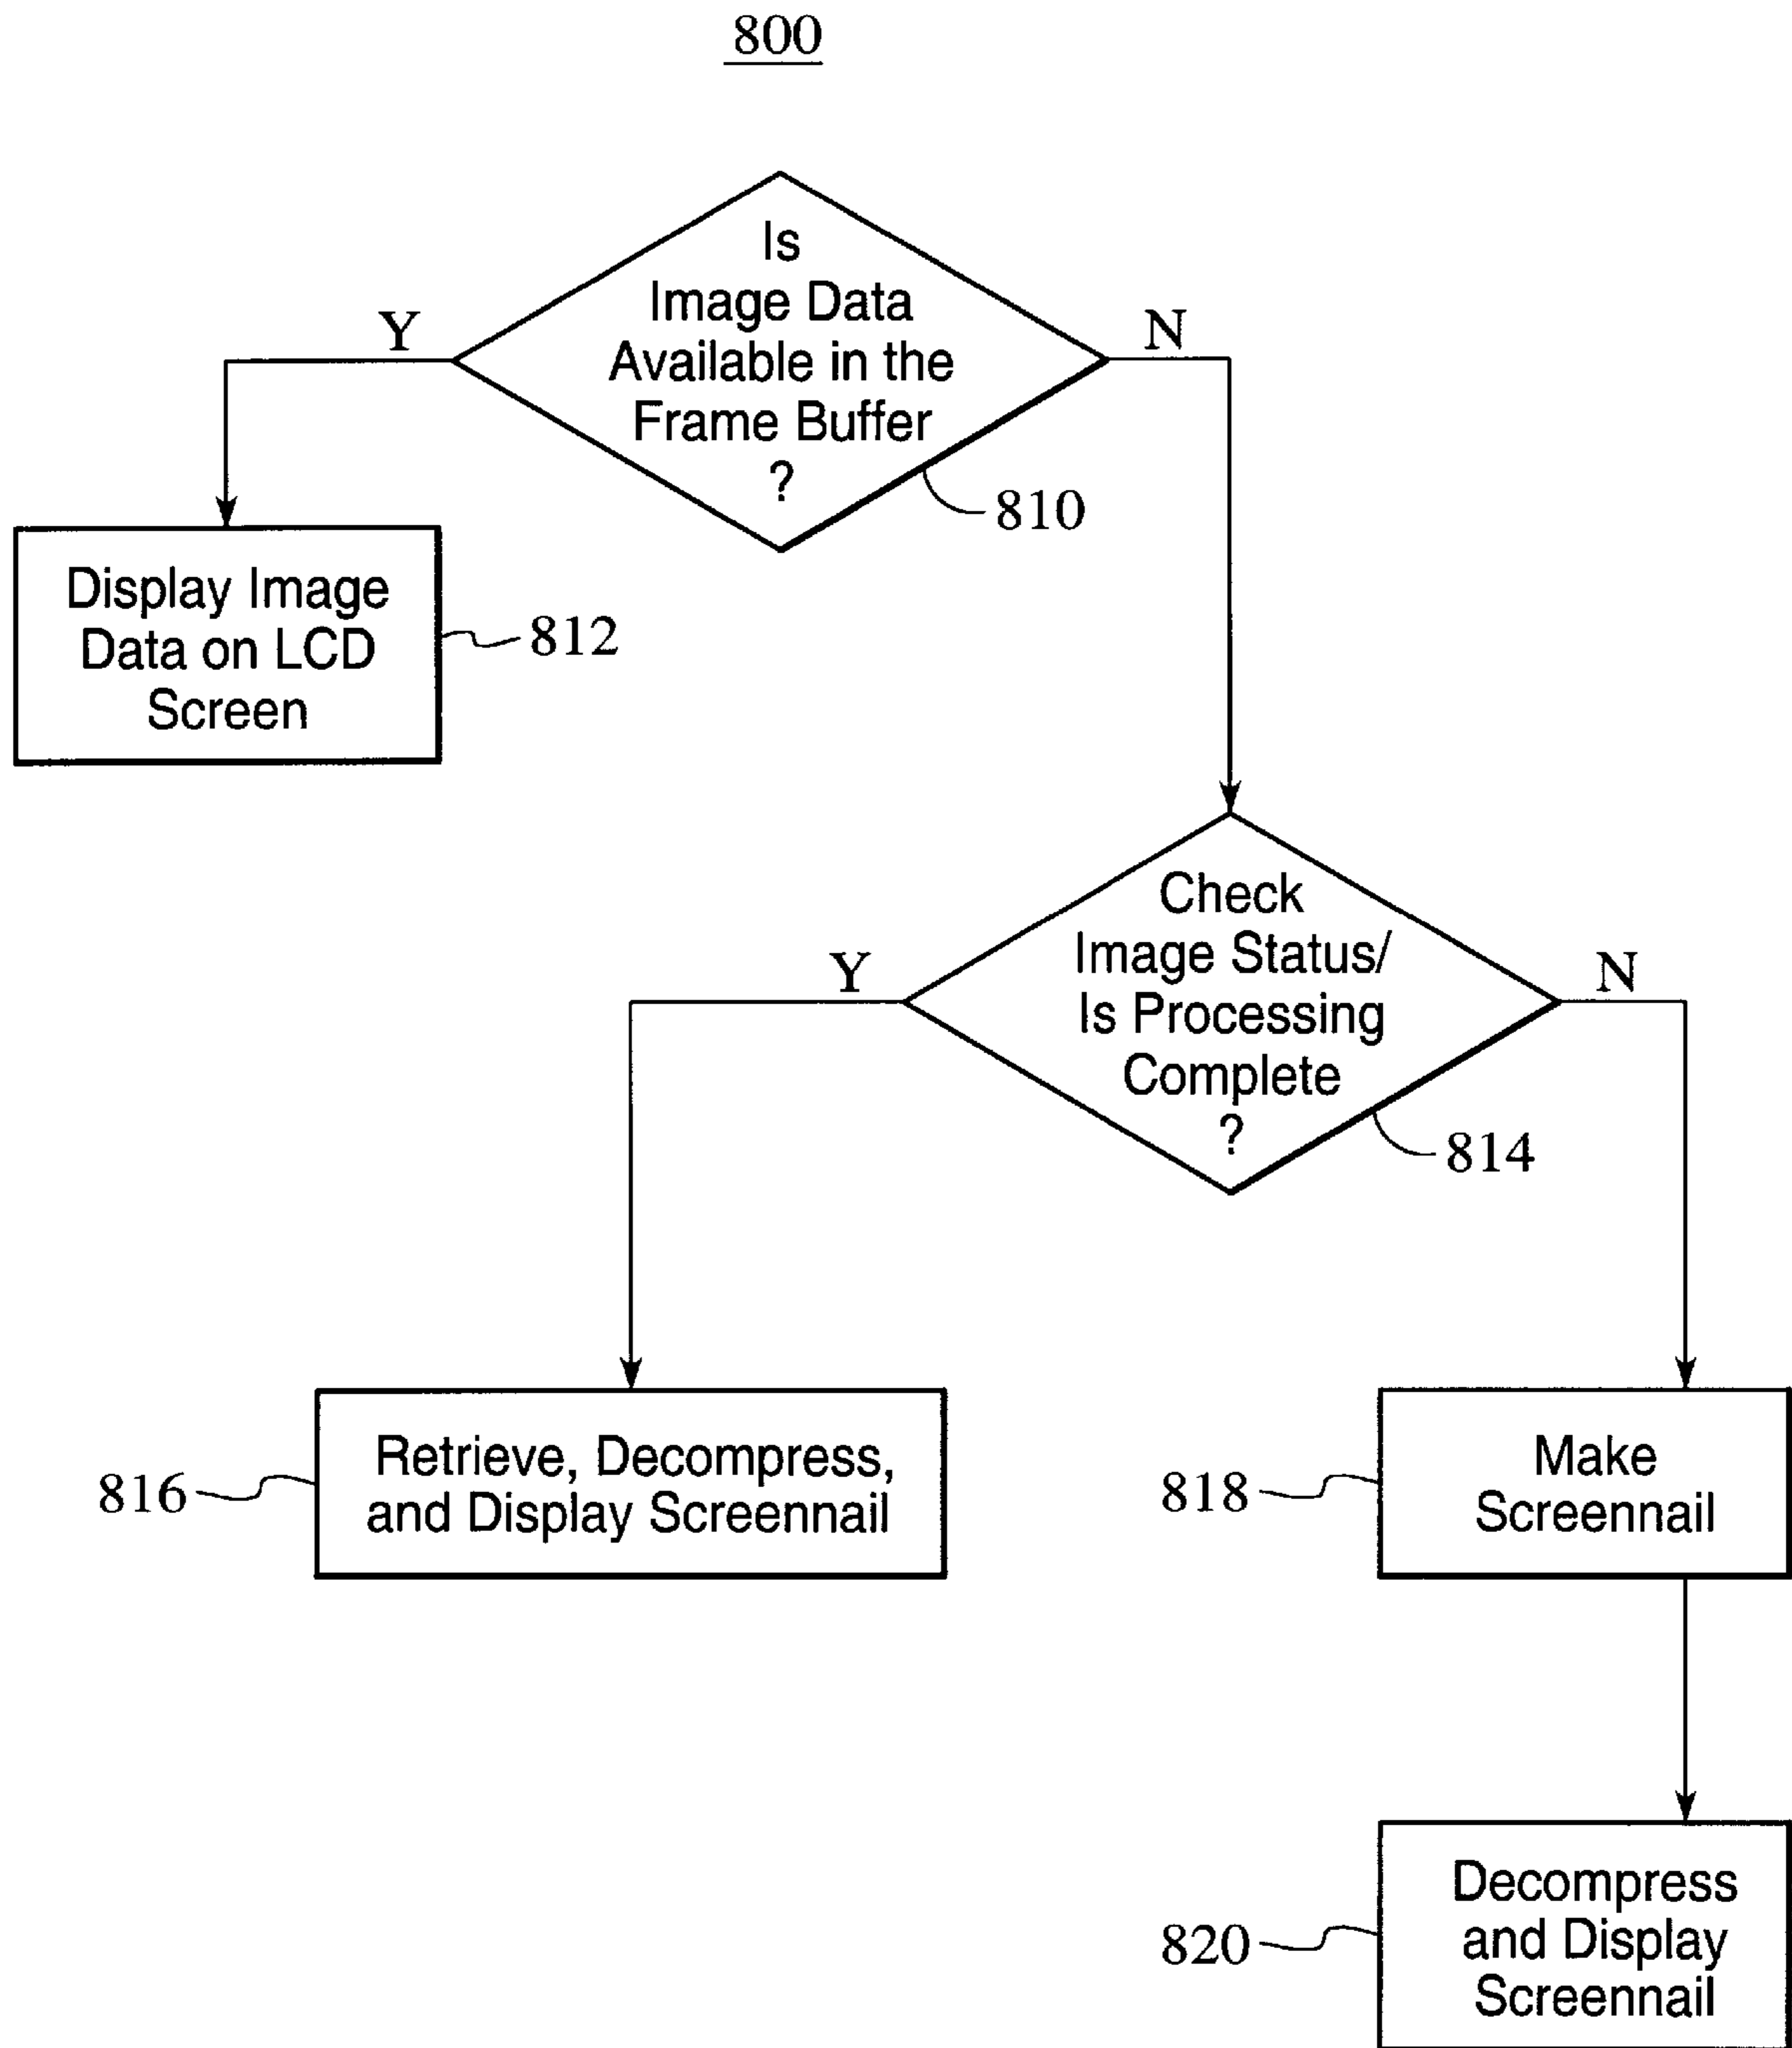 800
Is
Image Data
Available in the
Frame Buffer
?
Y
N
810
Display Image
Data on LCD
Screen
812
Check
Image Status/
Is Processing
Complete
?
Y
N
814
Retrieve, Decompress,
and Display Screennail
816
Make
Screennail
818
Decompress
and Display
Screennail
820